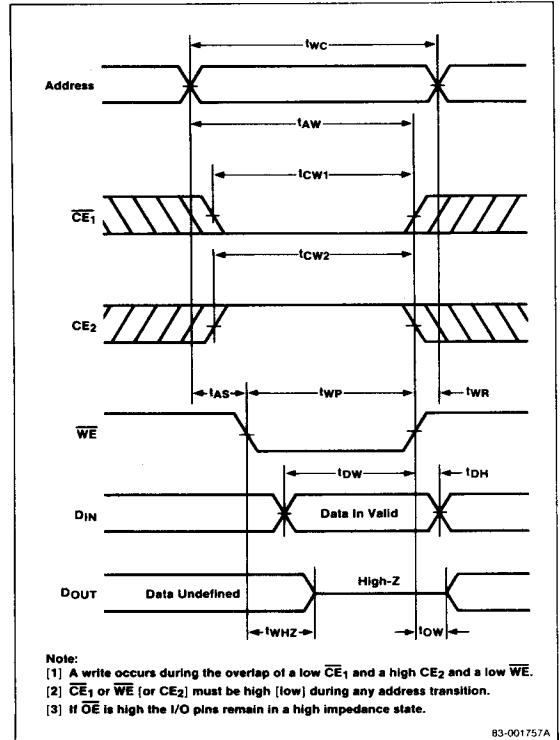 tWC
Address
tAW
tCW1
CE1
tCW2
CE2
tAS
tWP
tWR
WE
tDW
tDH
DIN
Data In Valid
DOUT
Data Undefined
High-Z
tWHZ
tOW
Note:
[1] A write occurs during the overlap of a low CE1 and a high CE2 and a low WE.
[2] CE1 or WE [or CE2] must be high [low] during any address transition.
[3] If OE is high the I/O pins remain in a high impedance state.
83-001757A